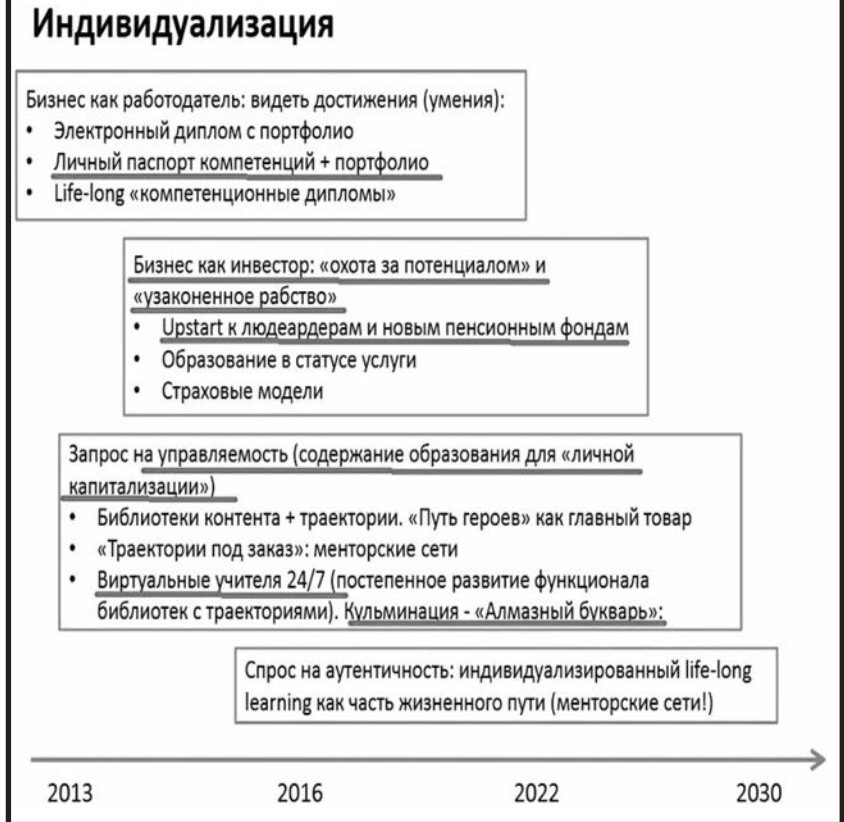 Индивидуализация
Бизнес как работодатель: видеть достижения (умения):
• Электронный диплом с портфолио
• Личный паспорт компетенций + портфолио
• Life-long «компетенционные дипломы»
Бизнес как инвестор: «охота за потенциалом» и
«узаконенное рабство»
• Upstart к людеардерам и новым пенсионным фондам
• Образование в статусе услуги
• Страховые модели
Запрос на управляемость (содержание образования для «личной
капитализации»)
• Библиотеки контента + траектории. «Путь героев» как главный товар
• «Траектории под заказ»: менторские сети
• Виртуальные учителя 24/7 (постепенное развитие функционала
библиотек с траекториями). Кульминация - «Алмазный букварь»:
Спрос на аутентичность: индивидуализированный life-long
learning как часть жизненного пути (менторские сети!)
2013 2016 2022 2030